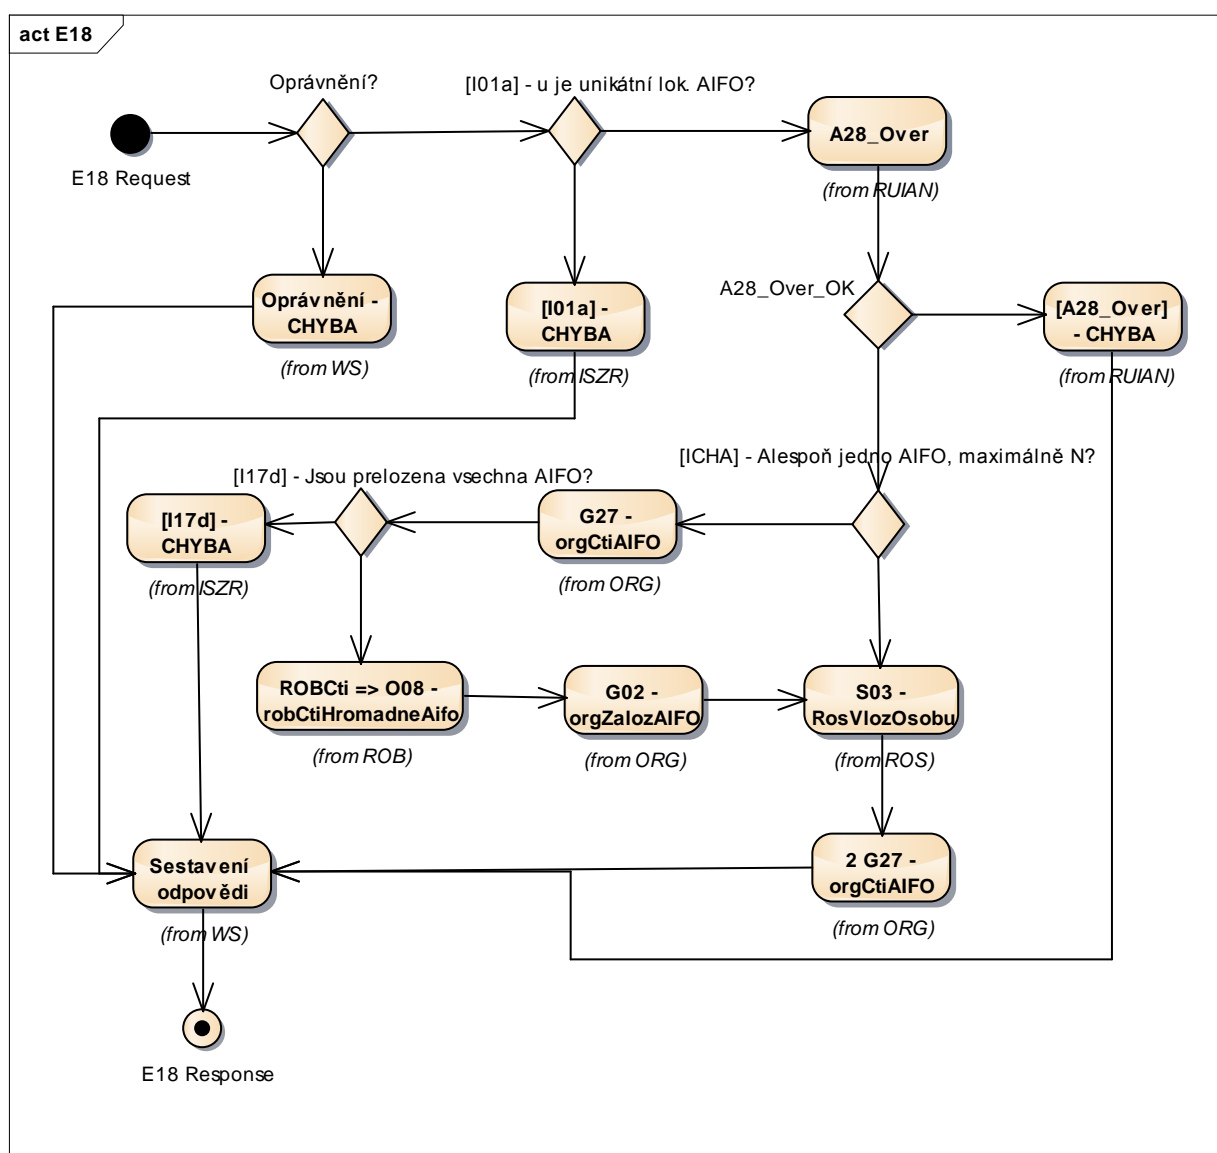 act E18
Oprávnění?
[I01a] - u je unikátní lok. AIFO?
A28_Over
(from RUIAN)
E18 Request
Oprávnění -
CHYBA
(from WS)
[I01a] -
CHYBA
(from ISZR)
A28_Over_OK
[A28_Over]
- CHYBA
(from RUIAN)
[ICHA] - Alespoň jedno AIFO, maximálně N?
[I17d] - Jsou prelozena vsechna AIFO?
[I17d] -
CHYBA
(from ISZR)
G27 -
orgCtiAIFO
(from ORG)
ROBCti => O08 -
robCtiHromadneAifo
(from ROB)
G02 -
orgZalozAIFO
(from ORG)
S03 -
RosVlozOsobu
(from ROS)
Sestavení
odpovědi
(from WS)
2 G27 -
orgCtiAIFO
(from ORG)
E18 Response